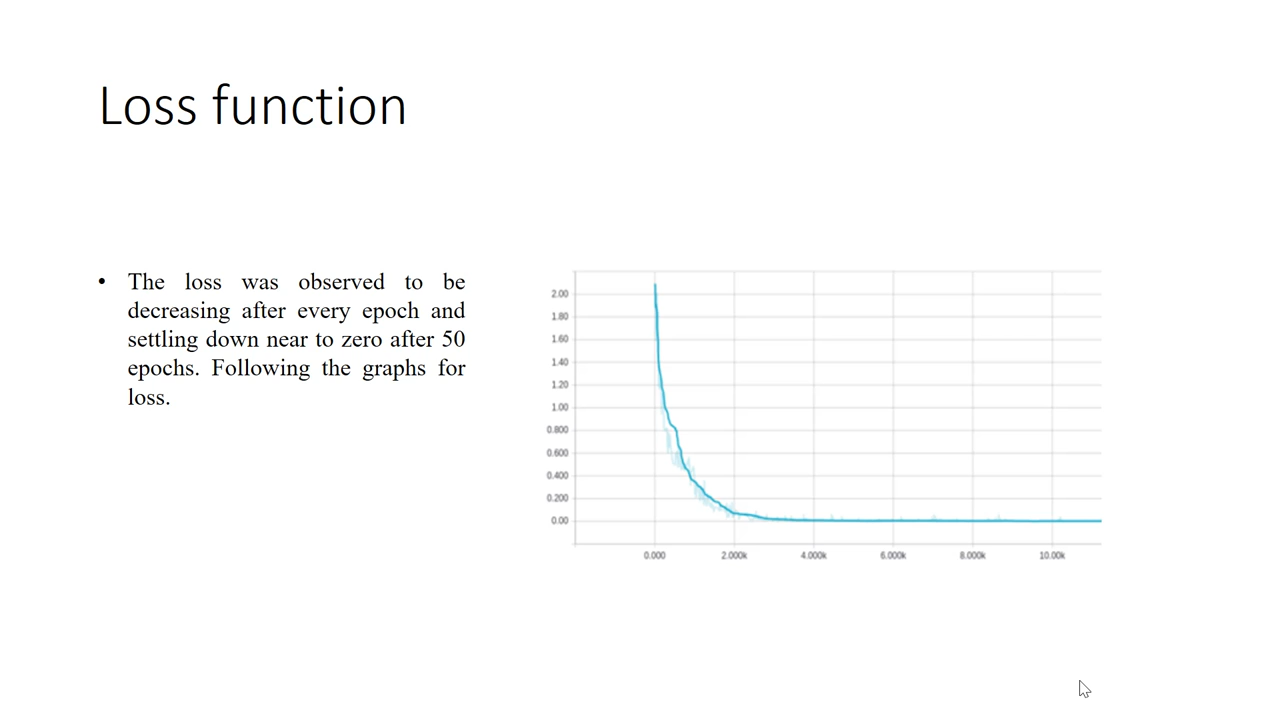 Loss function
• The loss was observed to be
decreasing after every epoch and
settling down near to zero after 50
epochs. Following the graphs for
loss.
2.00
1.80
1.60
1.40
1.20
1.00
0.800
0.600
0.400
0.200
0.00
0.000 2.000k 4.000k 6.000k 8.000k 10.00k